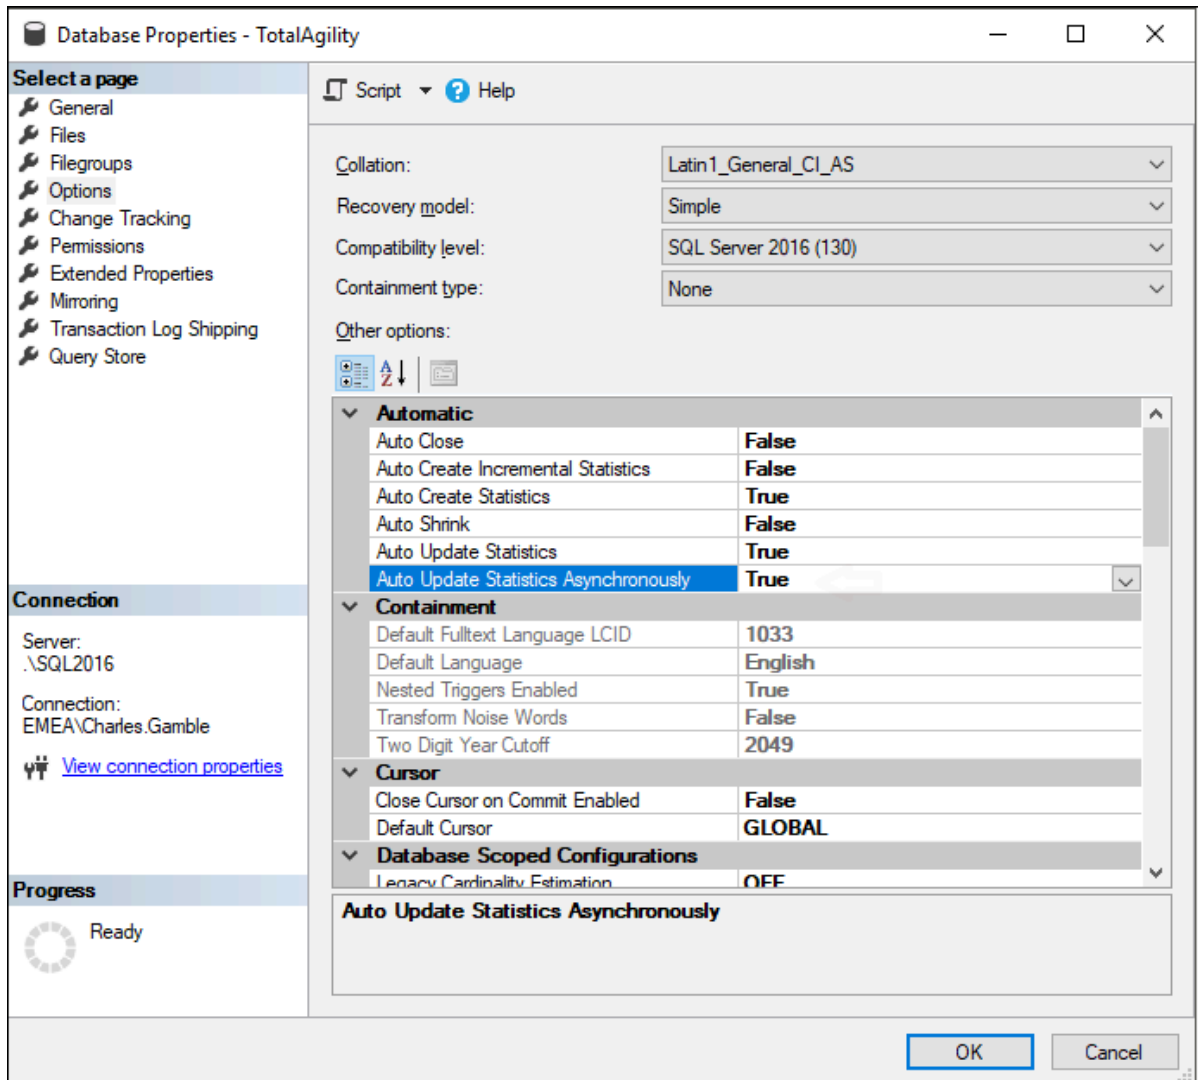 Database Properties - TotalAgility
Select a page
General
Files
Filegroups
Options
Change Tracking
Permissions
Extended Properties
Mirroring
Transaction Log Shipping
Query Store
Connection
Server:
.\SQL2016
Connection:
EMEA\Charles.Gamble
View connection properties
Progress
Ready
Script Help
Collation: Latin1_General_CI_AS
Recovery model: Simple
Compatibility level: SQL Server 2016 (130)
Containment type: None
Other options:
Automatic
Auto Close False
Auto Create Incremental Statistics False
Auto Create Statistics True
Auto Shrink False
Auto Update Statistics True
Auto Update Statistics Asynchronously True
Containment
Default Fulltext Language LCID 1033
Default Language English
Nested Triggers Enabled True
Transform Noise Words False
Two Digit Year Cutoff 2049
Cursor
Close Cursor on Commit Enabled False
Default Cursor GLOBAL
Database Scoped Configurations
Legacy Cardinality Estimation OFF
Auto Update Statistics Asynchronously
OK Cancel